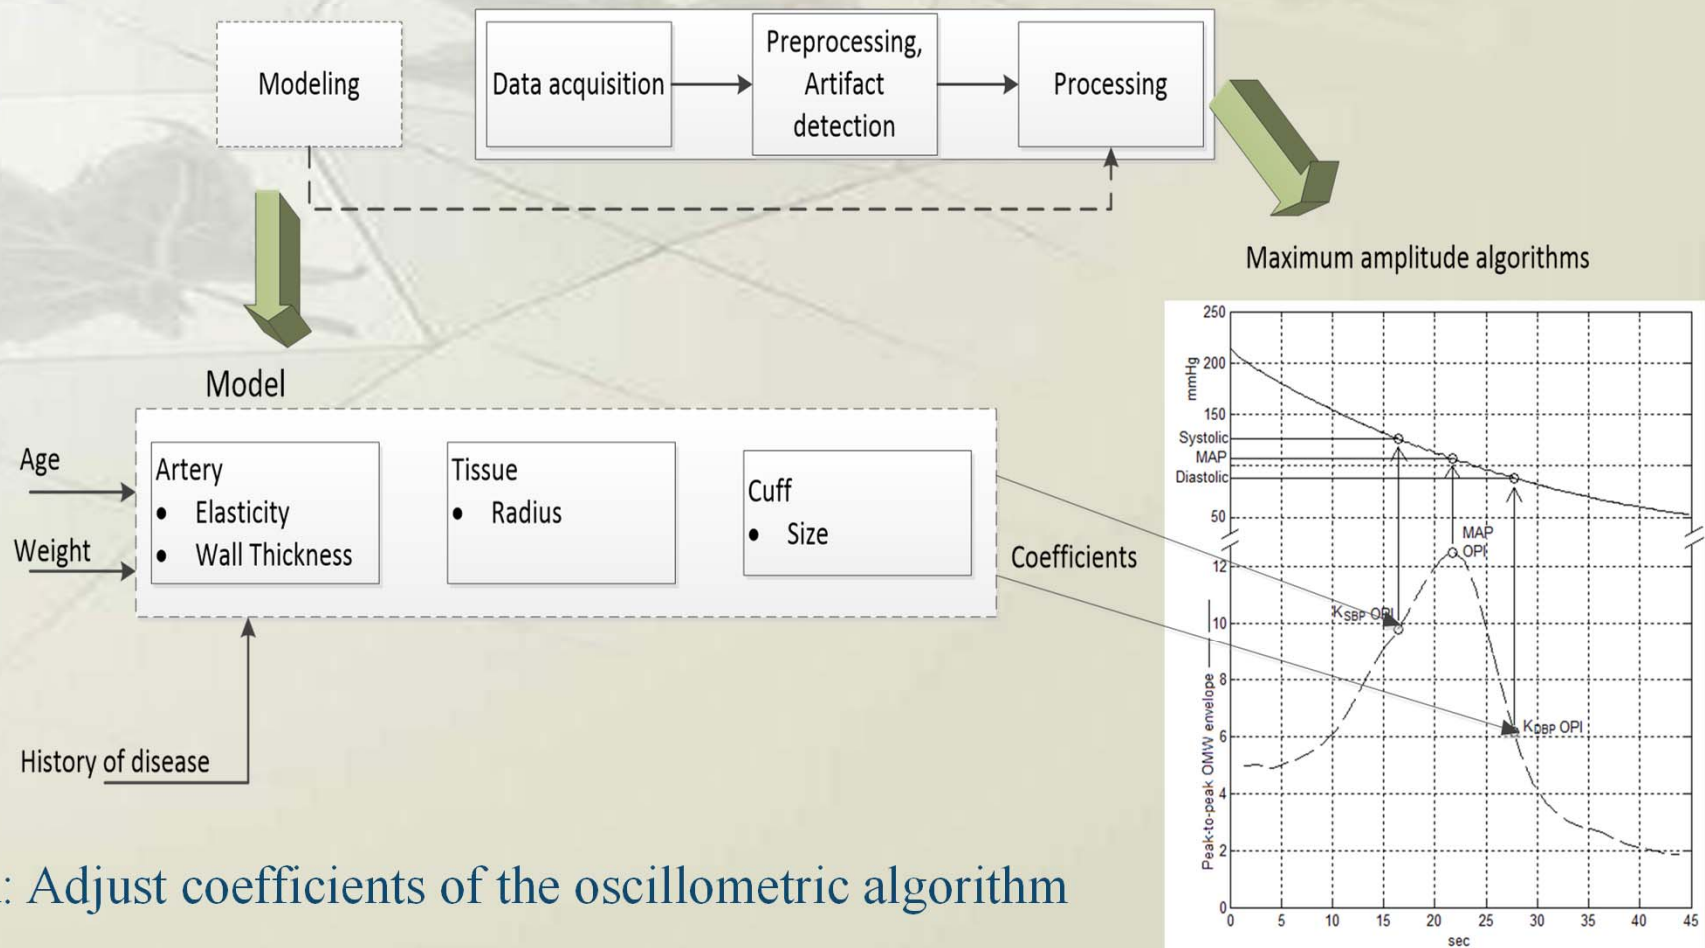 Modeling
Data acquisition
Preprocessing,
Artifact
detection
Processing
Maximum amplitude algorithms
Model
Age
Weight
History of disease
Artery
• Elasticity
• Wall Thickness
Tissue
• Radius
Cuff
• Size
Coefficients
250
200
mmHg
150
Systolic
MAP
Diastolic
50
MAP
OPI
12
KSBP OPI
10
8
KDBP OPI
6
4
2
0
Peak-to-peak OMW envelope
0 5 10 15 20 25 30 35 40 45
sec
: Adjust coefficients of the oscillometric algorithm